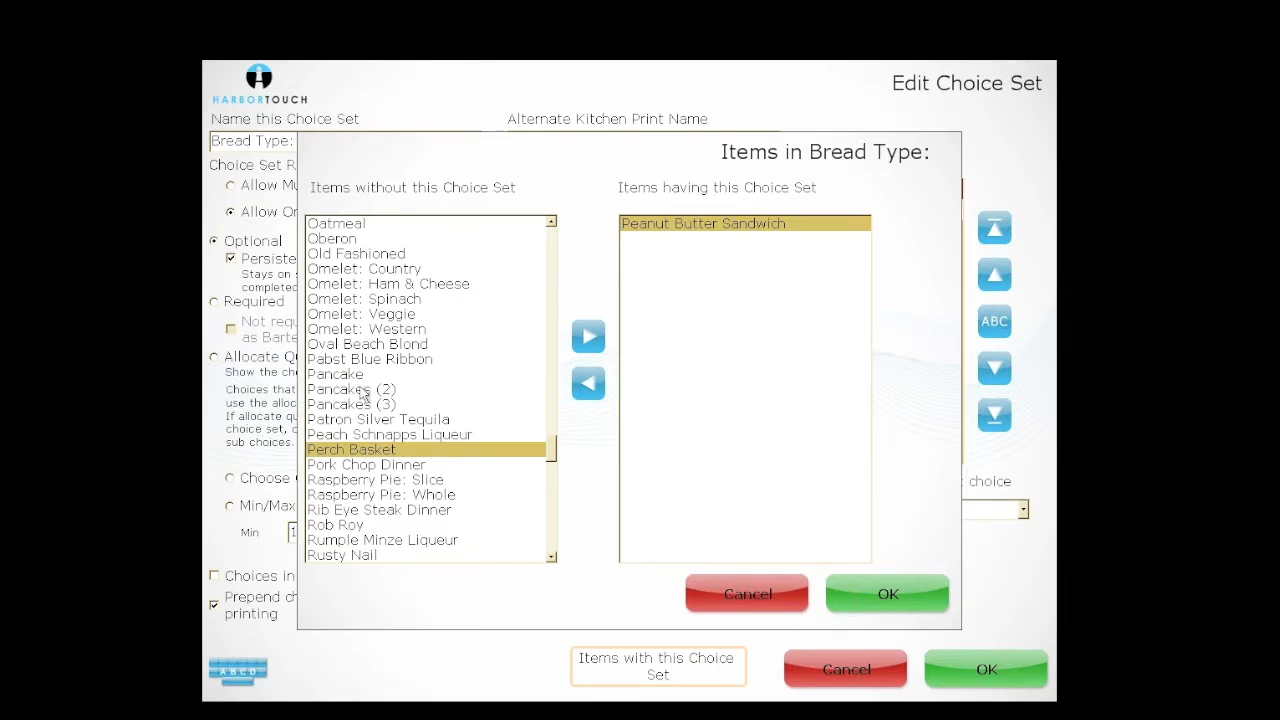 HARBORTOUCH
Edit Choice Set
Name this Choice Set
Alternate Kitchen Print Name
Bread Type:
Items in Bread Type:
Choice Set R
Allow Mu
Allow On
Optional
Persiste
Stays on
completed
Required
Not requ
as Barte
Allocate Q
Show the cho
Choices that
use the alloc
If allocate qu
choice set, c
sub choices.
Choose
Min/Max
Min
1
Choices in
Prepend ch
printing
Items without this Choice Set
Oatmeal
Oberon
Old Fashioned
Omelet: Country
Omelet: Ham & Cheese
Omelet: Spinach
Omelet: Veggie
Omelet: Western
Oval Beach Blond
Pabst Blue Ribbon
Pancake
Pancakes (2)
Pancakes (3)
Patron Silver Tequila
Peach Schnapps Liqueur
Perch Basket
Pork Chop Dinner
Raspberry Pie: Slice
Raspberry Pie: Whole
Rib Eye Steak Dinner
Rob Roy
Rumple Minze Liqueur
Rusty Nail
Items having this Choice Set
Peanut Butter Sandwich
ABC
choice
Cancel
OK
ABCD
Items with this Choice
Set
Cancel
OK